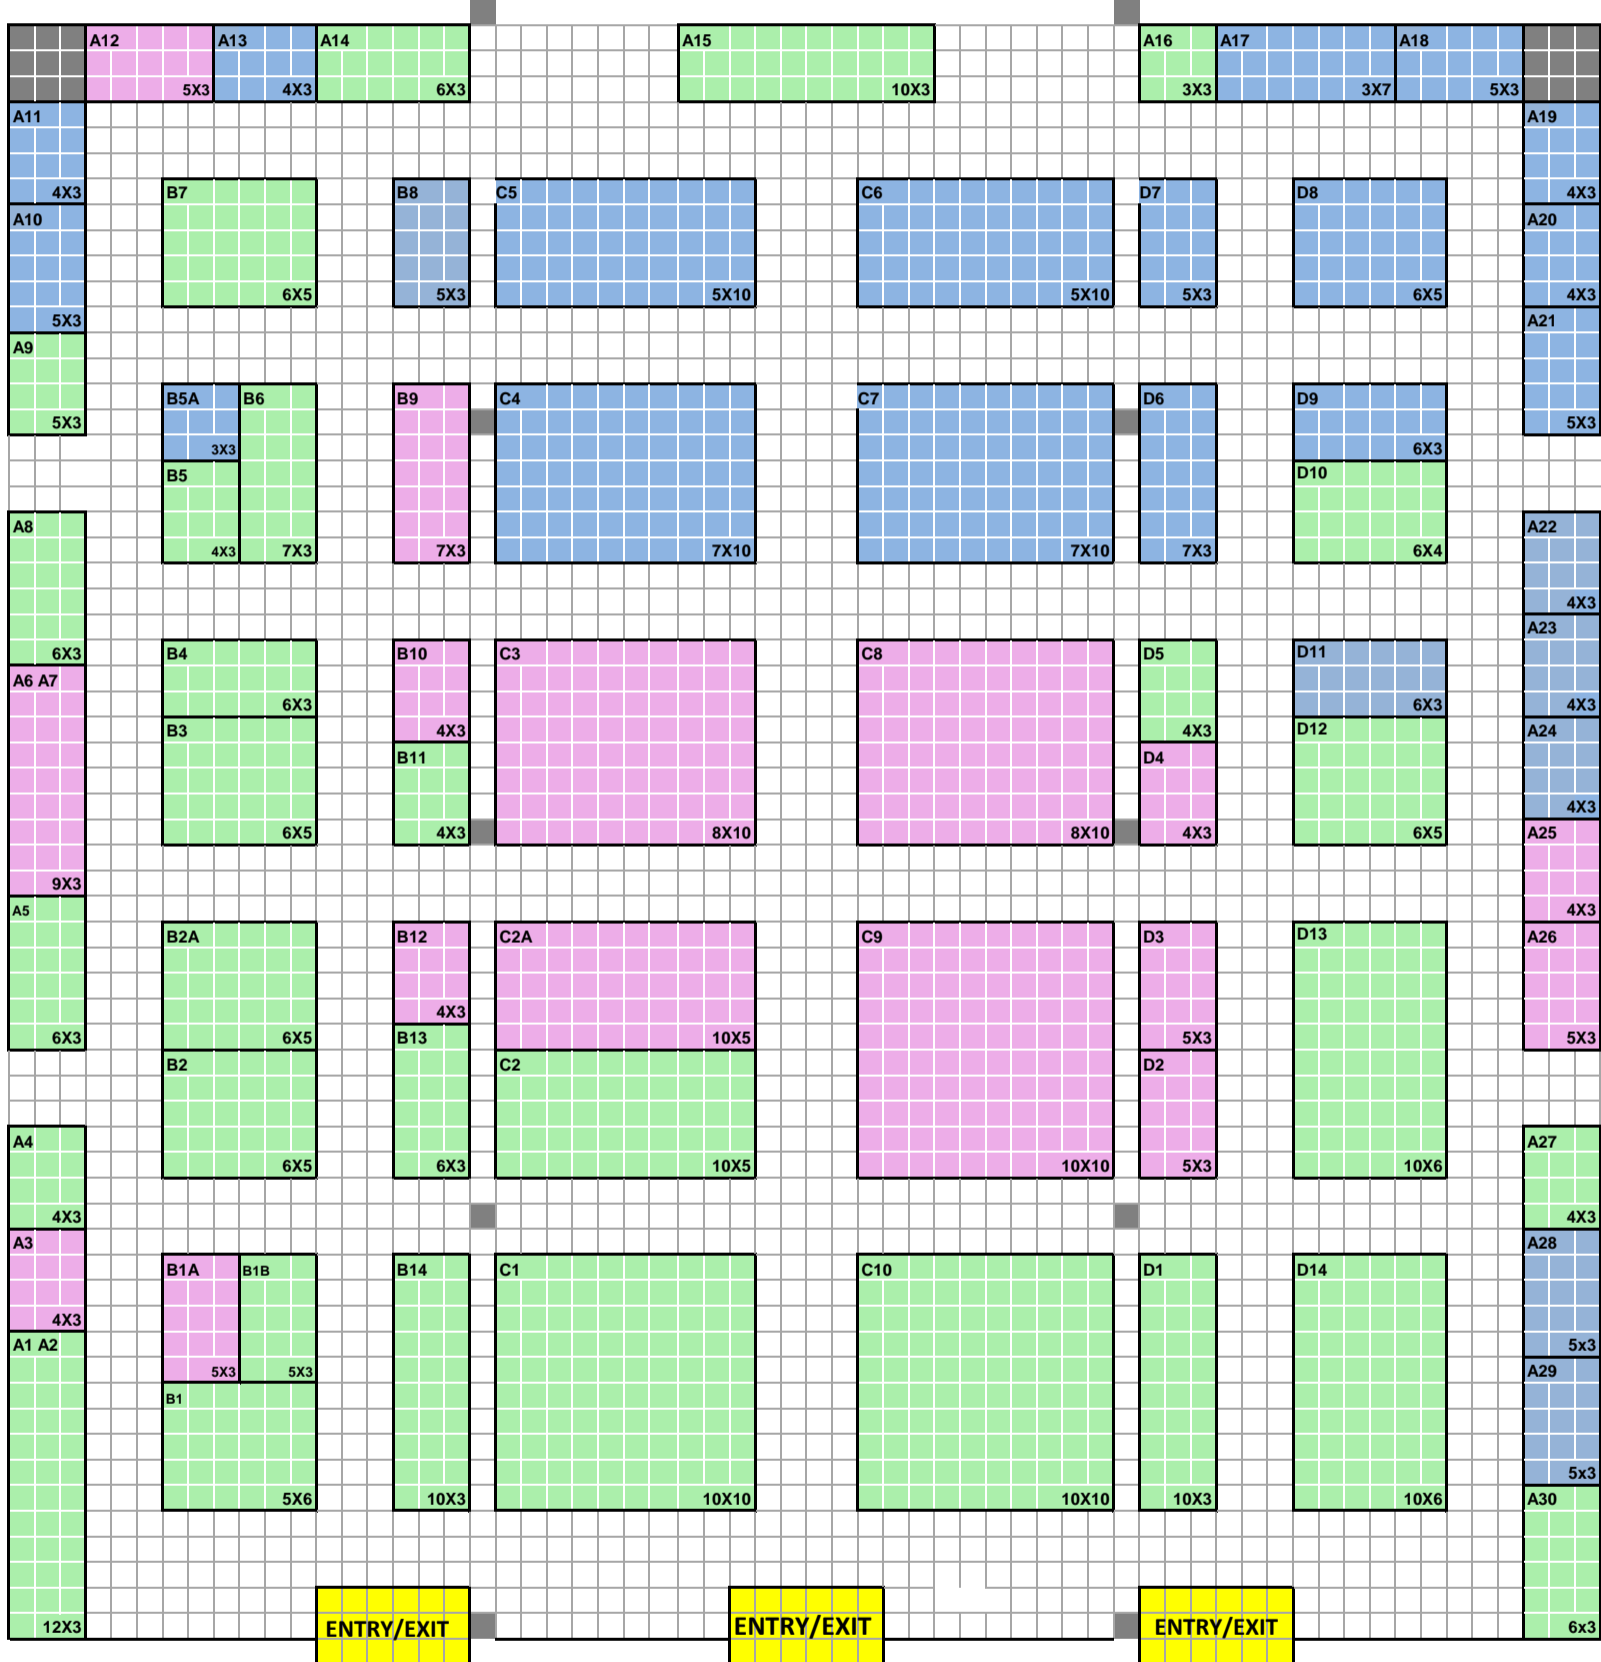 A12 A13 A14 A15 A16 A17 A18
5X3 4X3 6X3 10X3 3X3 3X7 5X3
A11 A19
4X3 4X3
B7 B8 C5 C6 D7 D8
A10 A20
6X5 5X3 5X10 5X10 5X3 6X5 4X3
5X3 A21
A9
B5A B6 B9 C4 C7 D6 D9
5X3 5X3
3X3 6X3
B5 D10
A8 A22
4X3 7X3 7X3 7X10 7X10 7X3 6X4
4X3
A23
6X3 B4 B10 C3 C8 D5 D11
A6 A7
6X3 6X3 4X3
B3 4X3 4X3 D12 A24
B11 D4
4X3
6X5 4X3 8X10 8X10 4X3 6X5 A25
9X3
A5 4X3
B2A B12 C2A C9 D3 D13 A26
4X3
6X3 6X5 B13 10X5 5X3 5X3
B2 C2 D2
A4 A27
6X5 6X3 10X5 10X10 5X3 10X6
4X3 4X3
A3 A28
B1A B1B B14 C1 C10 D1 D14
4X3
A1 A2 5x3
5X3 5X3 A29
B1
5x3
5X6 10X3 10X10 10X10 10X3 10X6 A30
12X3 ENTRY/EXIT ENTRY/EXIT ENTRY/EXIT 6x3